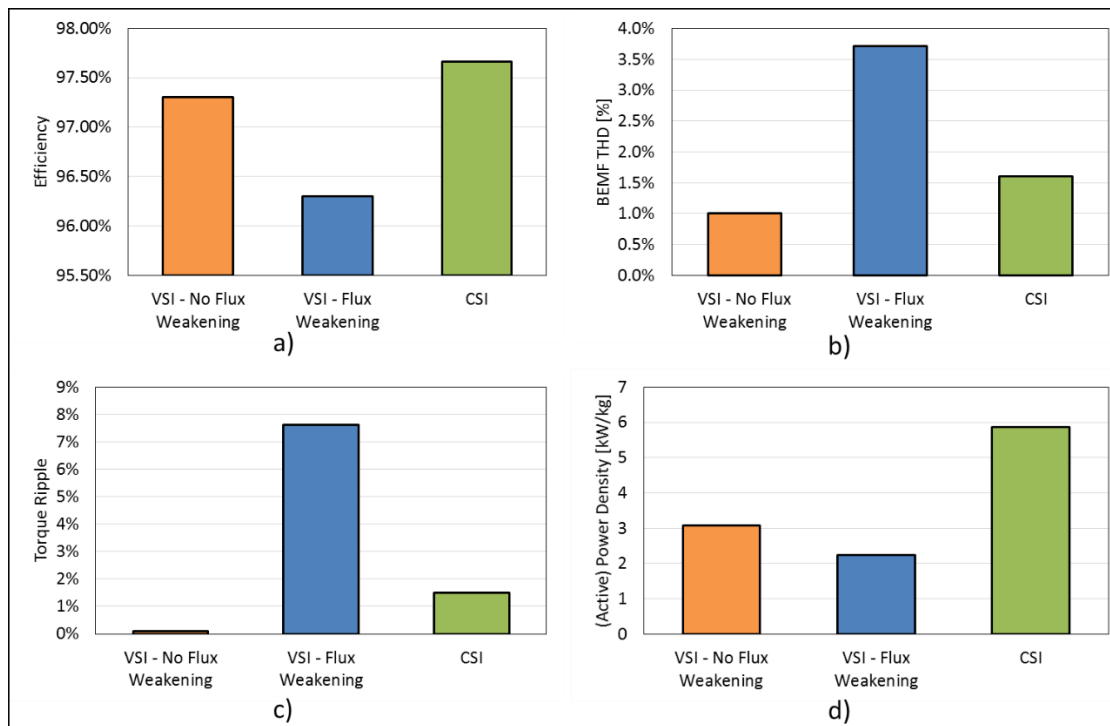 Efficiency
98.00%
97.50%
97.00%
96.50%
96.00%
95.50%
VSI - No Flux
Weakening
VSI - Flux
Weakening
CSI
a)
BEMF THD [%]
4.0%
3.5%
3.0%
2.5%
2.0%
1.5%
1.0%
0.5%
0.0%
VSI - No Flux
Weakening
VSI - Flux
Weakening
CSI
b)
Torque Ripple
9%
8%
7%
6%
5%
4%
3%
2%
1%
0%
VSI - No Flux
Weakening
VSI - Flux
Weakening
CSI
c)
(Active) Power Density [kW/kg]
7
6
5
4
3
2
1
0
VSI - No Flux
Weakening
VSI - Flux
Weakening
CSI
d)